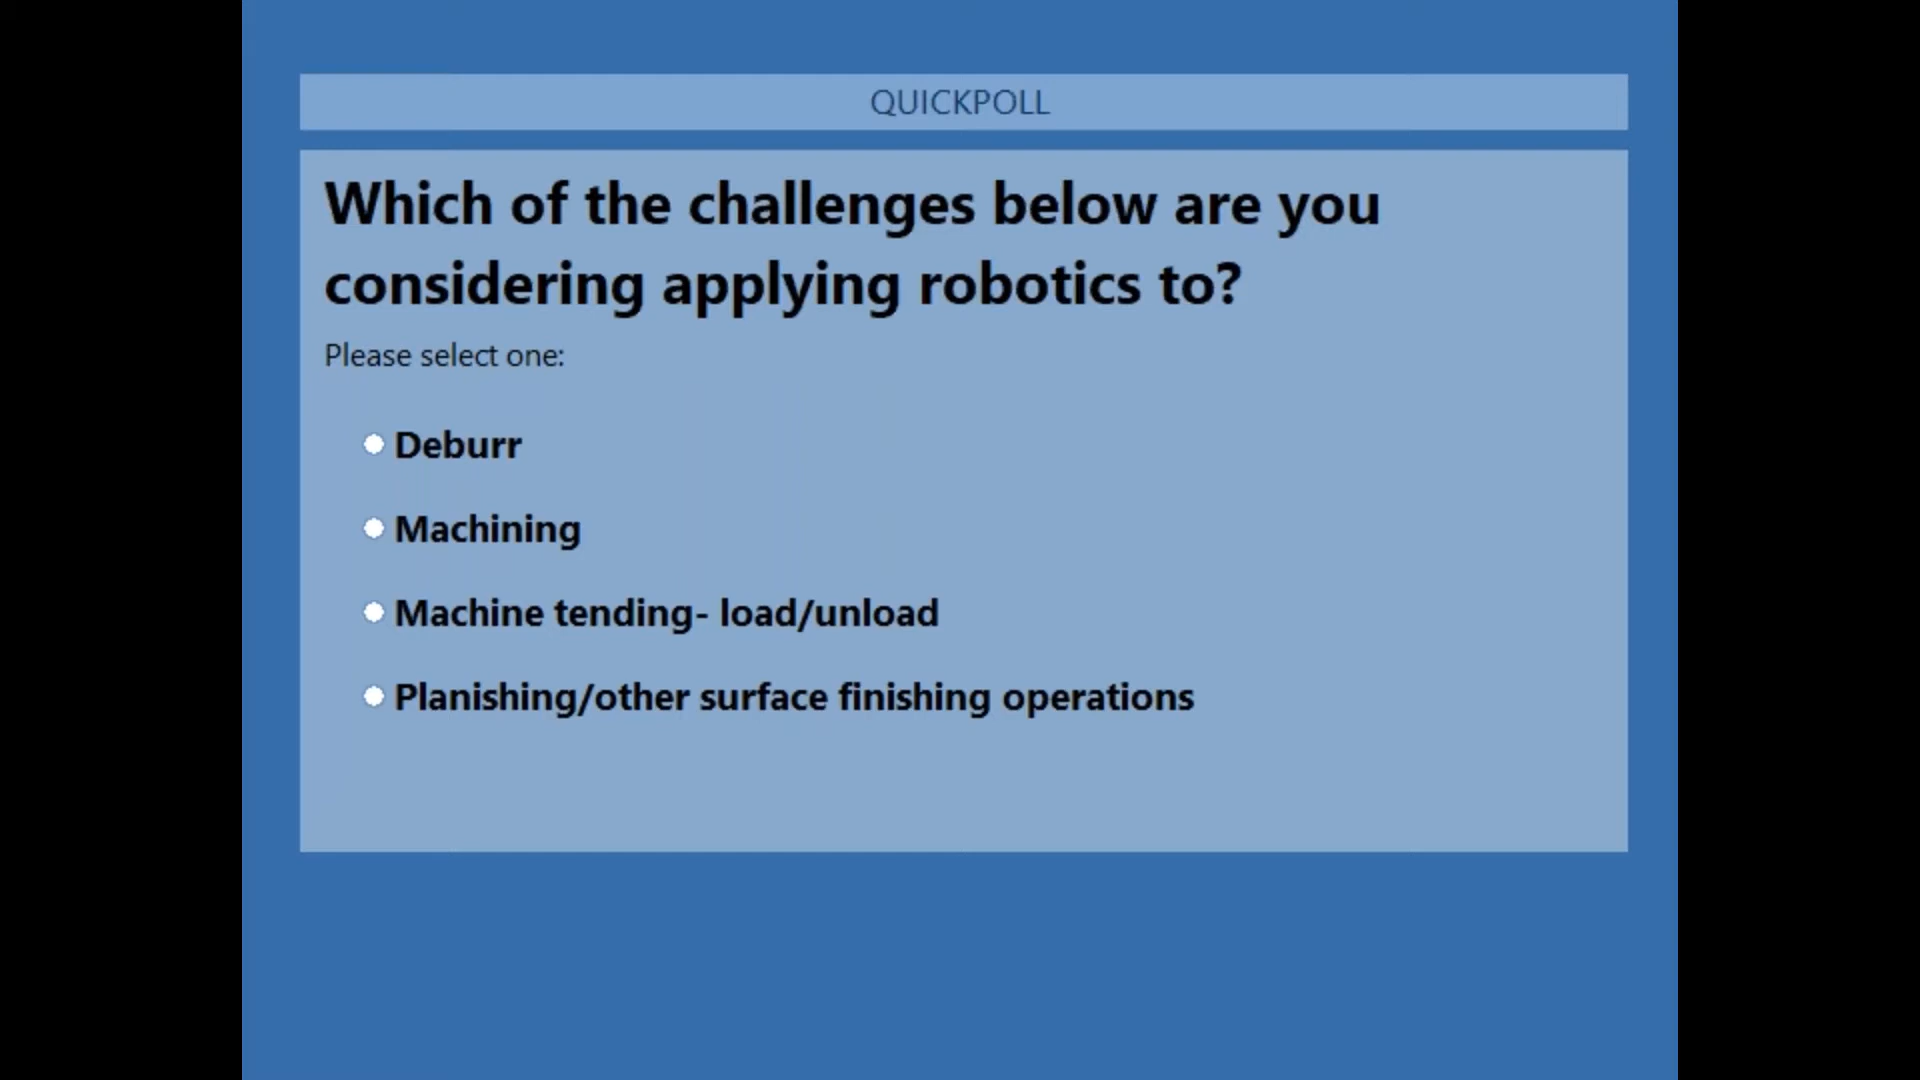 QUICKPOLL
Which of the challenges below are you
considering applying robotics to?
Please select one:
Deburr
Machining
Machine tending- load/unload
Planishing/other surface finishing operations